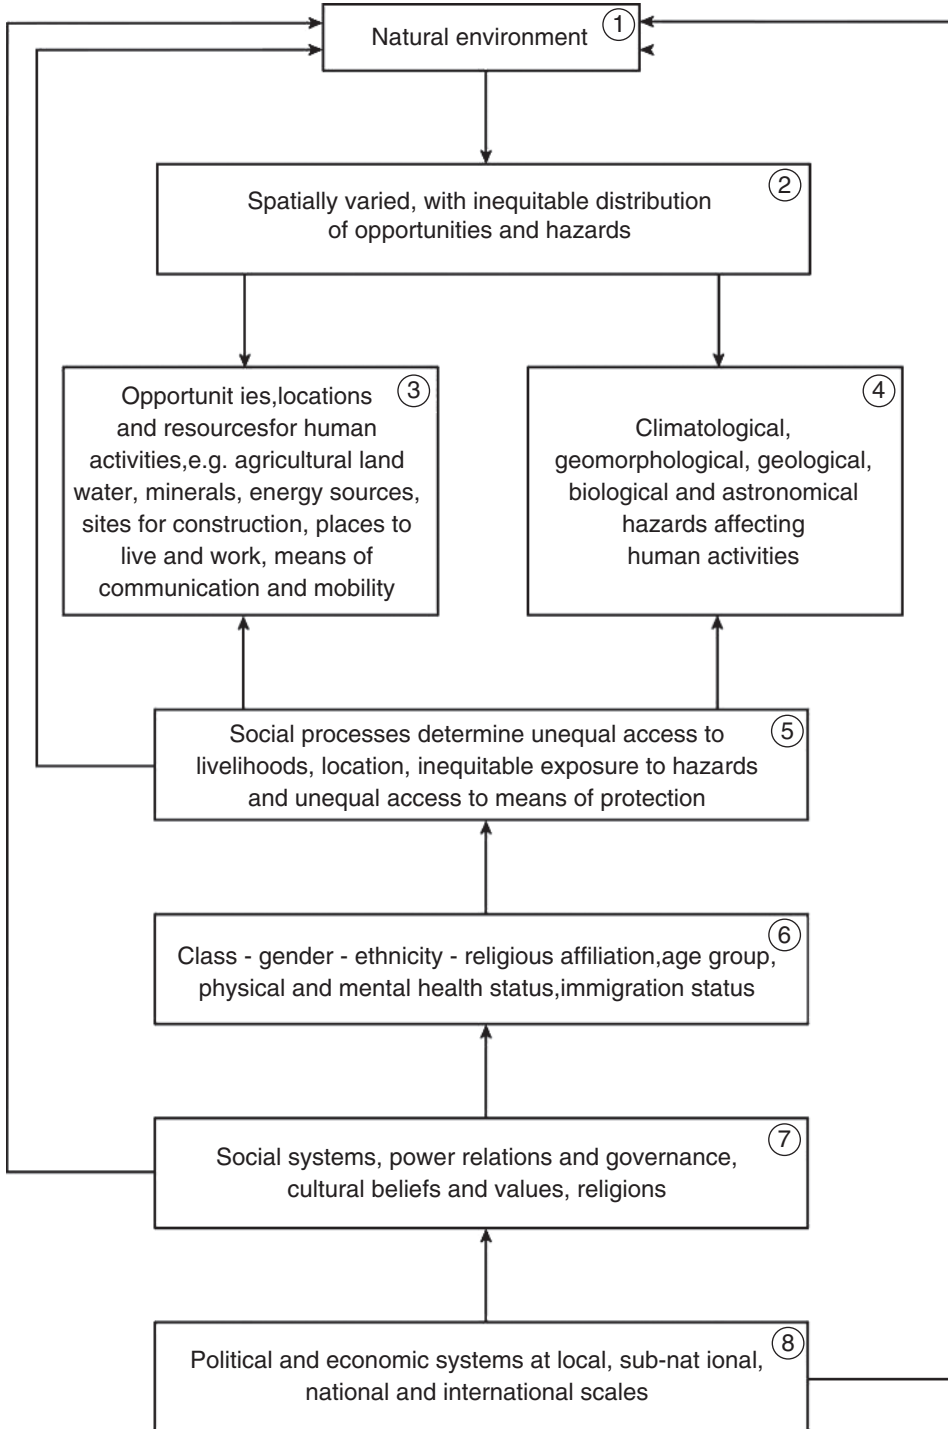 1
Natural environment
2
Spatially varied, with inequitable distribution
of opportunities and hazards
3
Opportunit ies,locations
and resourcesfor human
activities,e.g. agricultural land
water, minerals, energy sources,
sites for construction, places to
live and work, means of
communication and mobility
4
Climatological,
geomorphological, geological,
biological and astronomical
hazards affecting
human activities
5
Social processes determine unequal access to
livelihoods, location, inequitable exposure to hazards
and unequal access to means of protection
6
Class - gender - ethnicity - religious affiliation,age group,
physical and mental health status,immigration status
7
Social systems, power relations and governance,
cultural beliefs and values, religions
8
Political and economic systems at local, sub-nat ional,
national and international scales